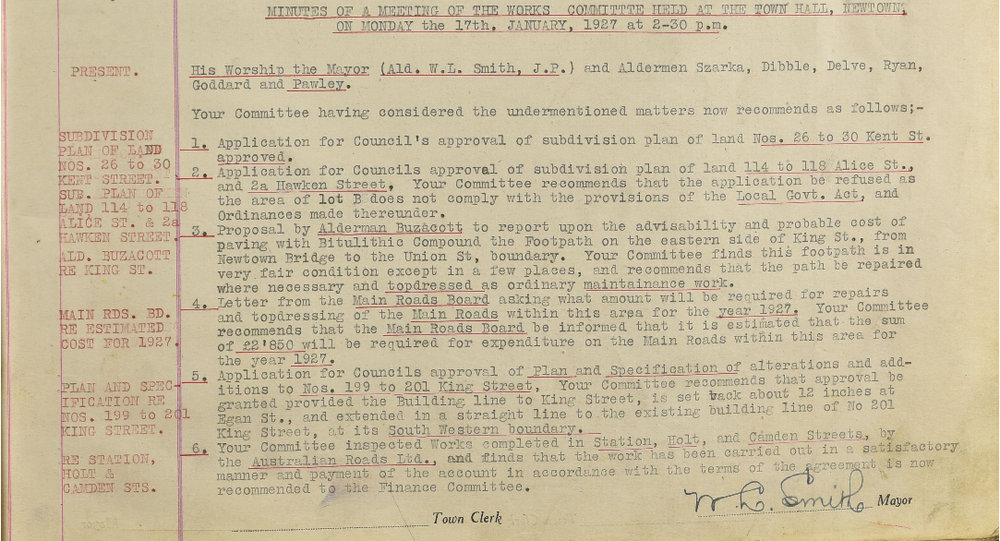 MINUTES OF A MEETING OF THE WORKS COMMITTTE HELD AT THE TOWN HALL, NEWTOWN,
ON MONDAY the 17th. JANUARY, 1927 at 2-30 p.m.
PRESENT.
His Worship the Mayor (Ald. W.L. Smith, J.P.) and Aldermen Szarka, Dibble, Delve, Ryan,
Goddard and Pawley.
Your Committee having considered the undermentioned matters now recommends as follows;-
SUBDIVISION
PLAN OF LAND
NOS. 26 to 30
KENT STREET.
1. Application for Council's approval of subdivision plan of land Nos. 26 to 30 Kent St.
approved.
SUB. PLAN OF
LAND 114 to 118
ALICE ST. & 2a
HAWKEN STREET.
2. Application for Councils approval of subdivision plan of land 114 to 118 Alice St.,
and 2a Hawken Street, Your Committee recommends that the application be refused as
the area of lot B does not comply with the provisions of the Local Govt. Act, and
Ordinances made thereunder.
ALD. BUZACOTT
RE KING ST.
3. Proposal by Alderman Buzacott to report upon the advisability and probable cost of
paving with Bitulithic Compound the Footpath on the eastern side of King St., from
Newtown Bridge to the Union St, boundary. Your Committee finds this footpath is in
very fair condition except in a few places, and recommends that the path be repaired
where necessary and topdressed as ordinary maintainance work.
MAIN RDS. BD.
RE ESTIMATED
COST FOR 1927.
4. Letter from the Main Roads Board asking what amount will be required for repairs
and topdressing of the Main Roads within this area for the year 1927. Your Committee
recommends that the Main Roads Board be informed that it is estimated that the sum
of £2'850 will be required for expenditure on the Main Roads within this area for
the year 1927.
PLAN AND SPEC-
IFICATION RE
NOS. 199 to 201
KING STREET.
5. Application for Councils approval of Plan and Specification of alterations and add-
itions to Nos. 199 to 201 King Street, Your Committee recommends that approval be
granted provided the Building line to King Street, is set back about 12 inches at
Egan St., and extended in a straight line to the existing building line of No 201
King Street, at its South Western boundary.
RE STATION,
HOLT &
CAMDEN STS.
6. Your Committee inspected Works completed in Station, Holt, and Camden Streets, by
the Australian Roads Ltd., and finds that the work has been carried out in a satisfactory
manner and payment of the account in accordance with the terms of the agreement is now
recommended to the Finance Committee.
W. L. Smith Mayor
Town Clerk